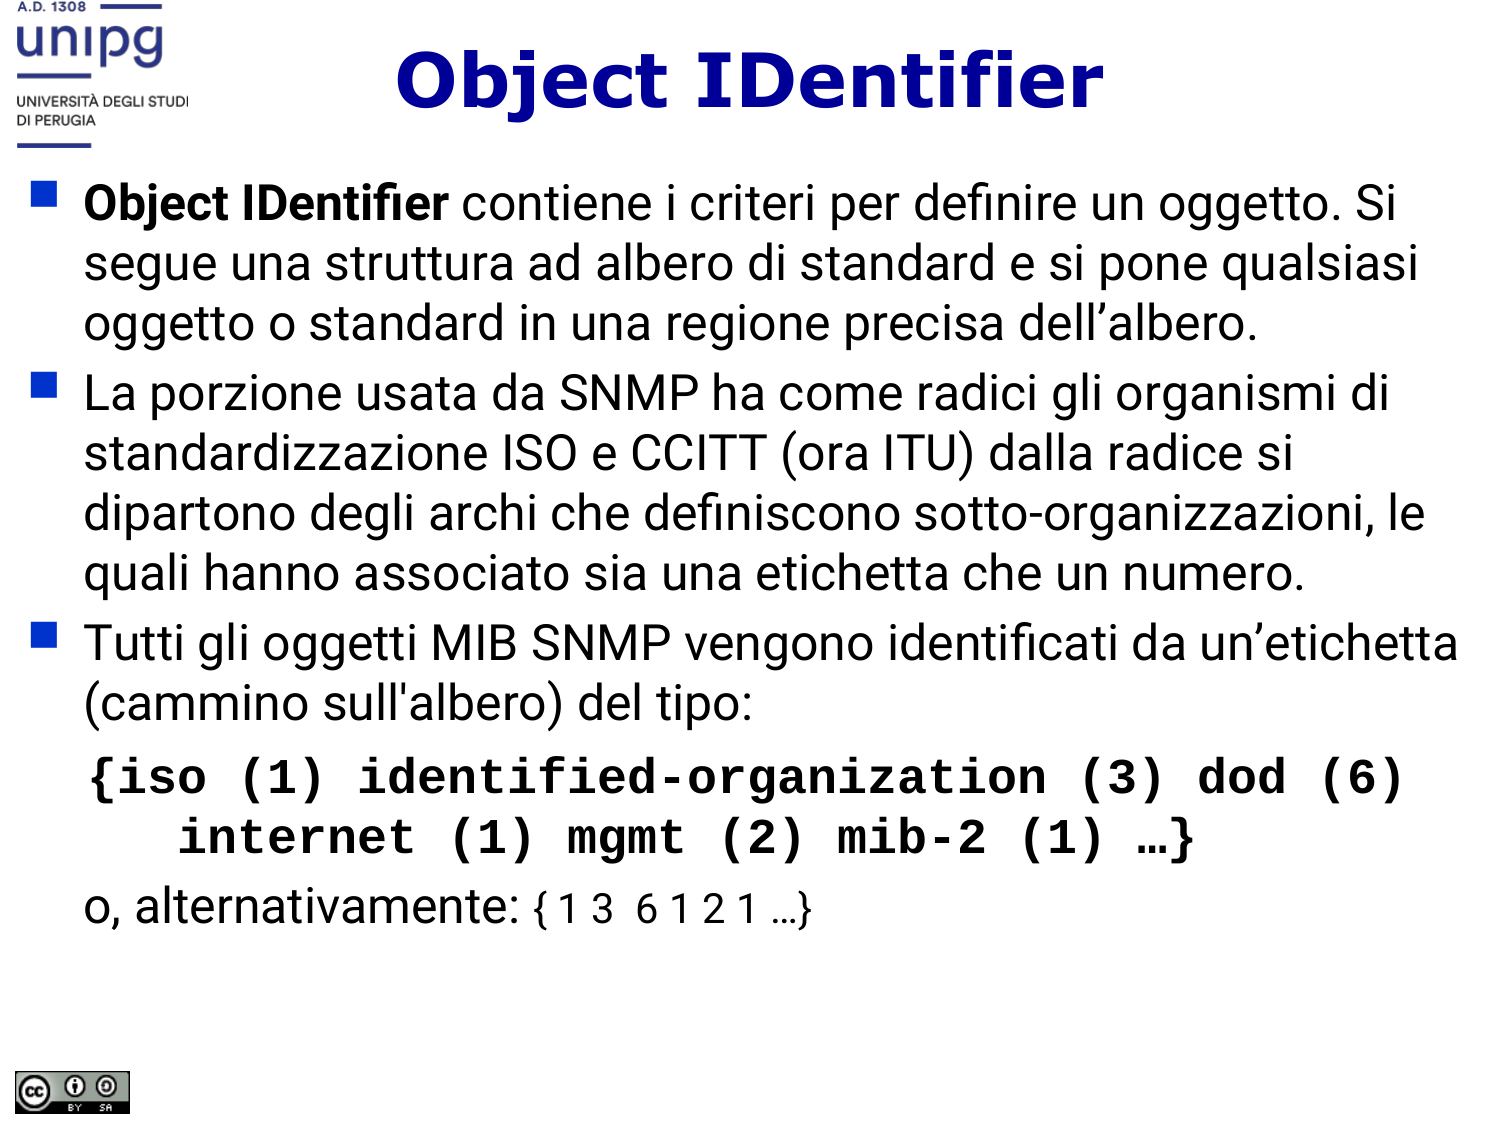 A.D. 1308
unipg
UNIVERSITÀ DEGLI STUDI
DI PERUGIA
Object IDentifier
Object IDentifier contiene i criteri per definire un oggetto. Si
segue una struttura ad albero di standard e si pone qualsiasi
oggetto o standard in una regione precisa dell’albero.
La porzione usata da SNMP ha come radici gli organismi di
standardizzazione ISO e CCITT (ora ITU) dalla radice si
dipartono degli archi che definiscono sotto-organizzazioni, le
quali hanno associato sia una etichetta che un numero.
Tutti gli oggetti MIB SNMP vengono identificati da un’etichetta
(cammino sull'albero) del tipo:
{iso (1) identified-organization (3) dod (6)
internet (1) mgmt (2) mib-2 (1) …}
o, alternativamente: { 1 3 6 1 2 1 …}
cc BY SA